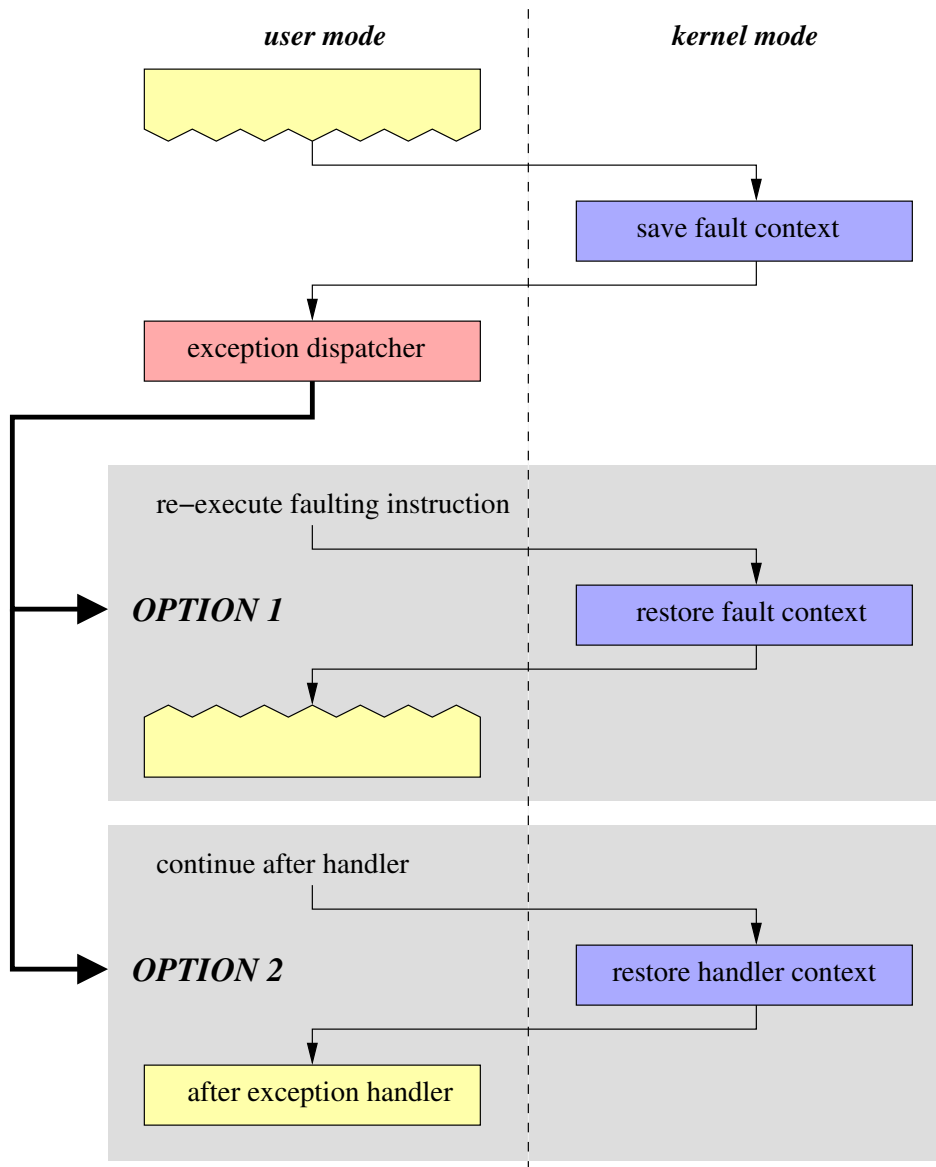 user mode
kernel mode
save fault context
exception dispatcher
re−execute faulting instruction
OPTION 1
restore fault context
continue after handler
OPTION 2
restore handler context
after exception handler